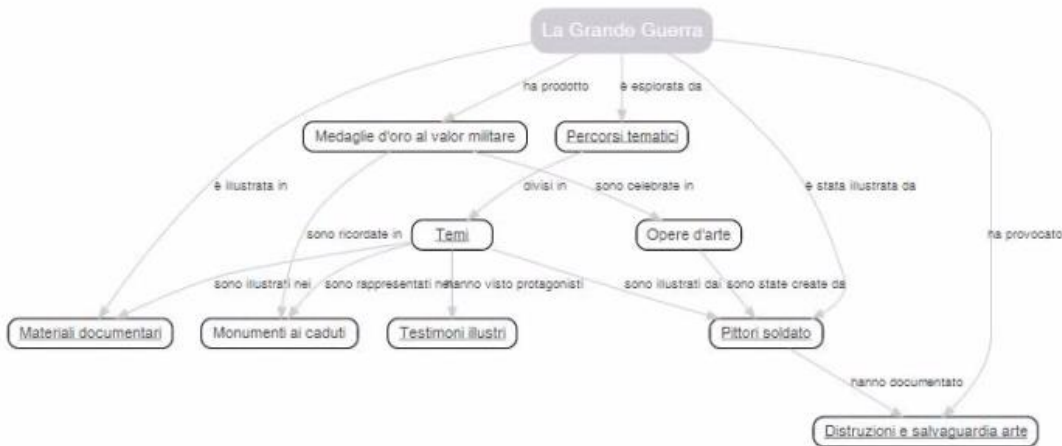 La Grande Guerra
ha prodotto
è esplorata da
Medaglie d'oro al valor militare
Percorsi tematici
è illustrata in
divisi in
sono celebrate in
è stata illustrata da
sono ricordate in
Temi
Opere d'arte
ha provocato
sono illustrati nei
sono rappresentati nei
hanno visto protagonisti
sono illustrati dai
sono state create da
Materiali documentari
Monumenti ai caduti
Testimoni illustri
Pittori soldato
hanno documentato
Distruzioni e salvaguardia arte